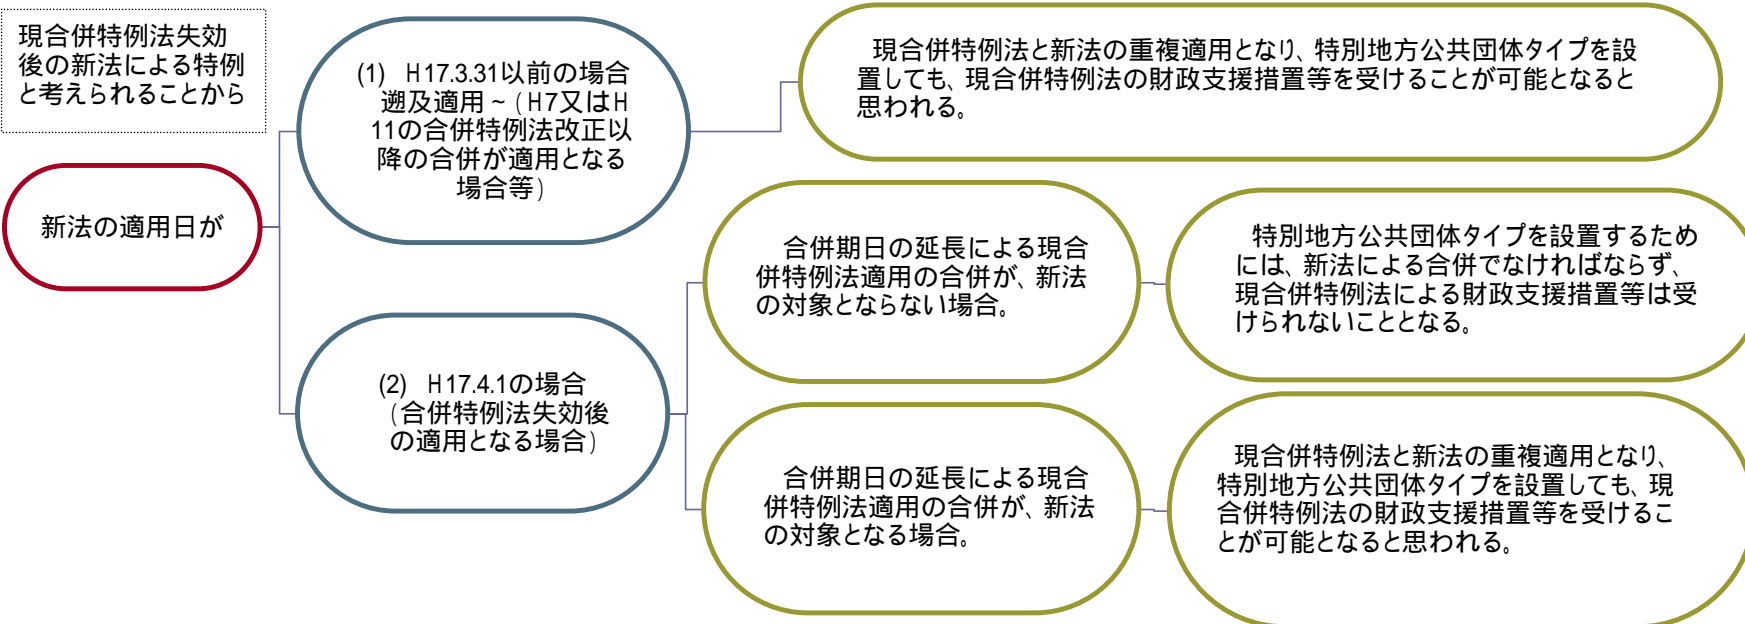 現合併特例法失効
後の新法による特例
と考えられることから
新法の適用日が
(1) H17.3.31以前の場合
遡及適用~(H7又はH
11の合併特例法改正以
降の合併が適用となる
場合等)
現合併特例法と新法の重複適用となり、特別地方公共団体タイプを設
置しても、現合併特例法の財政支援措置等を受けることが可能となると
思われる。
(2) H17.4.1の場合
(合併特例法失効後
の適用となる場合)
合併期日の延長による現合
併特例法適用の合併が、新法
の対象とならない場合。
特別地方公共団体タイプを設置するため
には、新法による合併でなければならず、
現合併特例法による財政支援措置等は受
けられないこととなる。
合併期日の延長による現合
併特例法適用の合併が、新法
の対象となる場合。
現合併特例法と新法の重複適用となり、
特別地方公共団体タイプを設置しても、現
合併特例法の財政支援措置等を受けるこ
とが可能となると思われる。